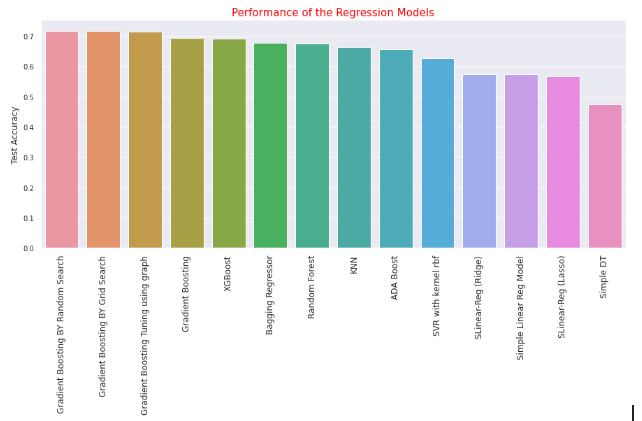 Performance of the Regression Models
Test Accuracy
0.7
0.6
0.5
0.4
0.3
0.2
0.1
0.0
Gradient Boosting BY Random Search
Gradient Boosting BY Grid Search
Gradient Boosting Tuning using graph
Gradient Boosting
XGBoost
Bagging Regressor
Random Forest
KNN
ADA Boost
SVR with kernel rbf
SLinear-Reg (Ridge)
Simple Linear Reg Model
SLinear-Reg (Lasso)
Simple DT